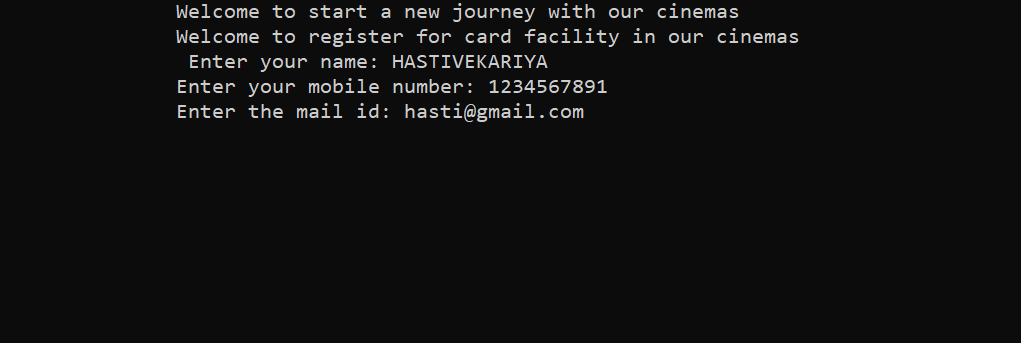 Welcome to start a new journey with our cinemas
Welcome to register for card facility in our cinemas
Enter your name: HASTIVEKARIYA
Enter your mobile number: 1234567891
Enter the mail id: hasti@gmail.com